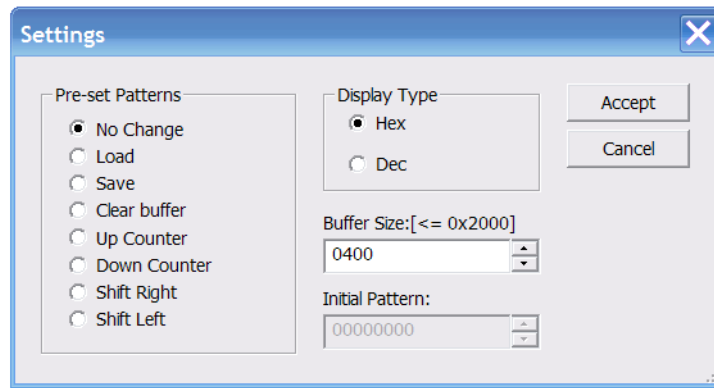 Settings
Pre-set Patterns
No Change
Load
Save
Clear buffer
Up Counter
Down Counter
Shift Right
Shift Left
Display Type
Hex
Dec
Buffer Size:[<= 0x2000]
0400
Initial Pattern:
00000000
Accept
Cancel